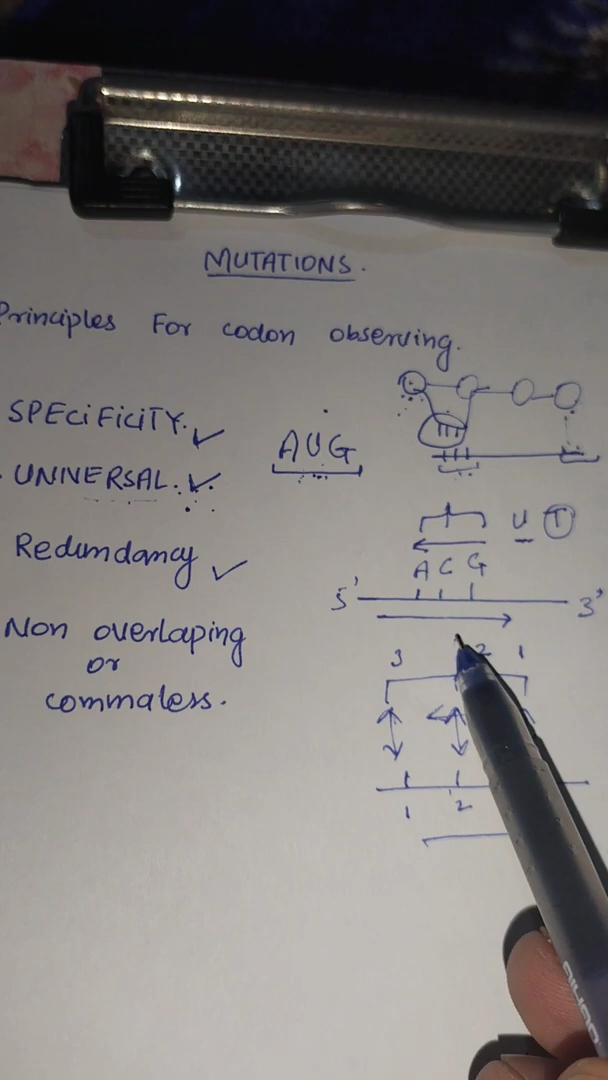 MUTATIONS.
Principles For codon observing.
SPECiFiCiTY.
UNIVERSAL.
AUG
Redundancy
U T
A C G
5' 3'
Non overlaping
or
commaless.
3 2 1
1 2